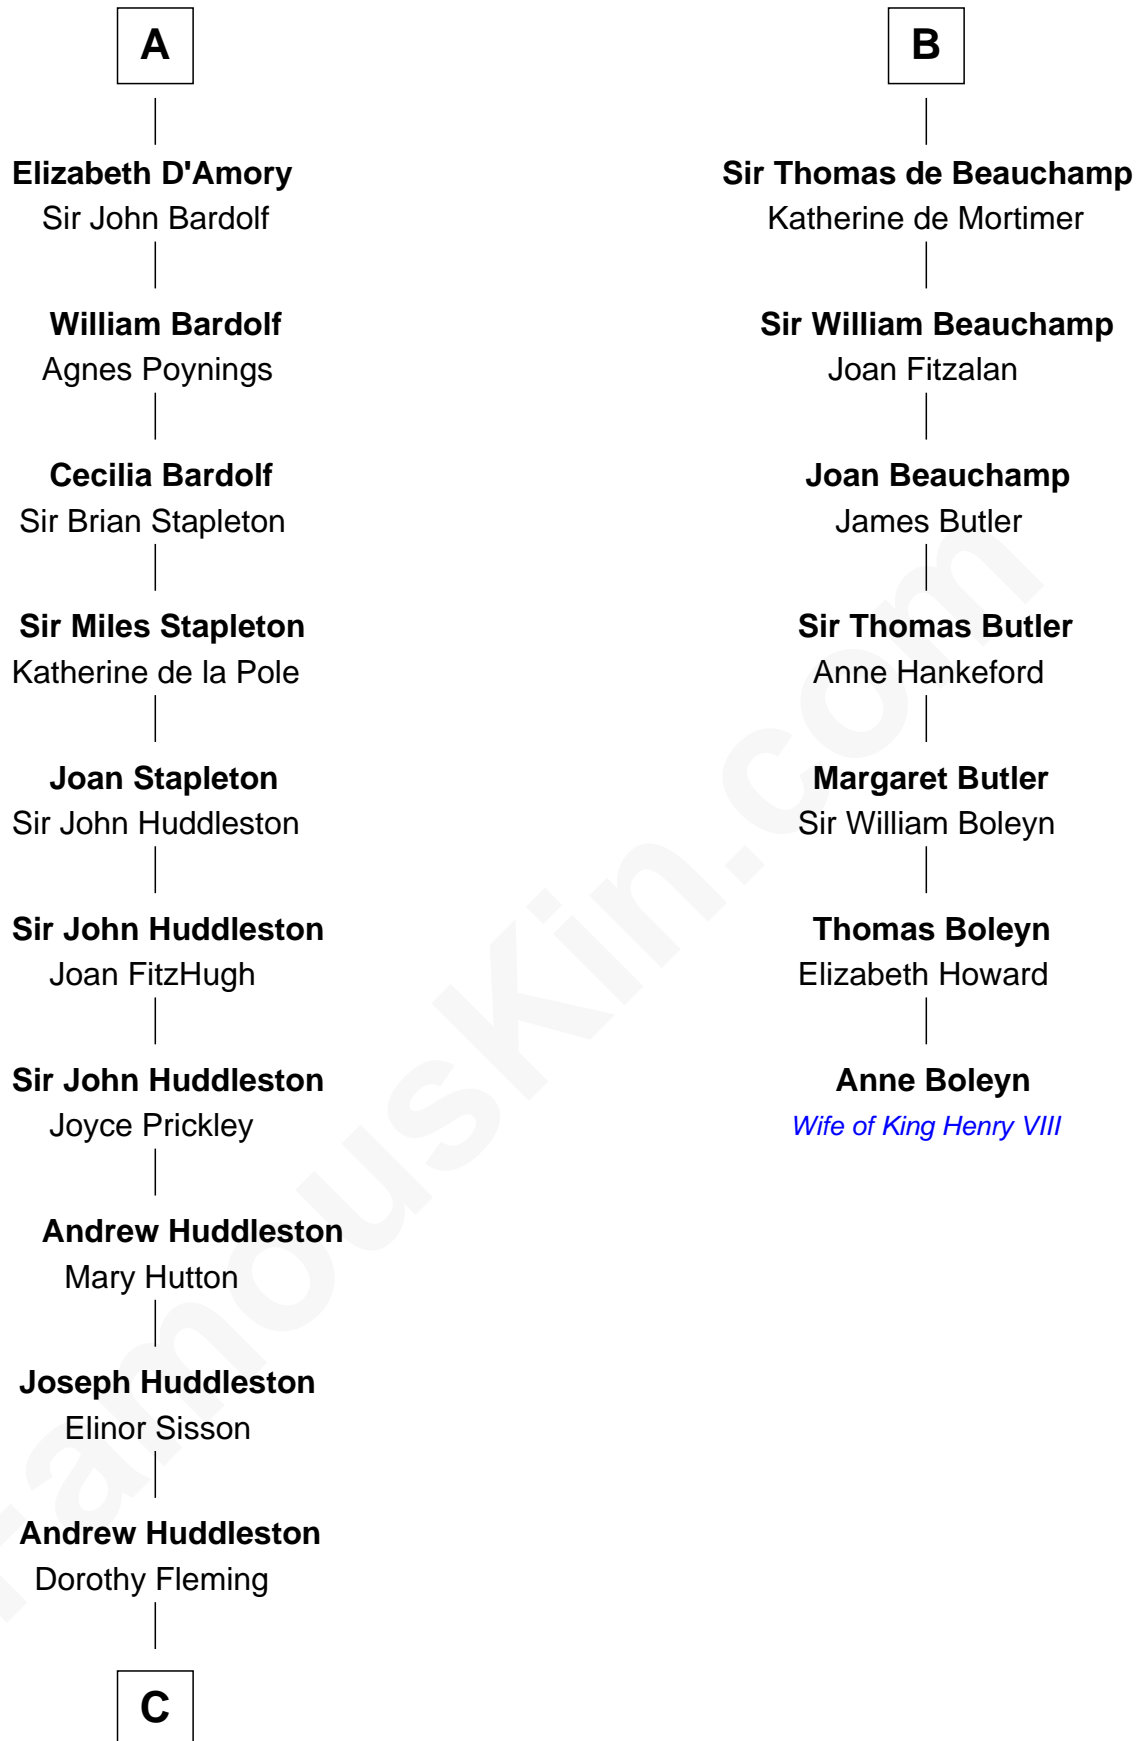 A
Elizabeth D'Amory
Sir John Bardolf
William Bardolf
Agnes Poynings
Cecilia Bardolf
Sir Brian Stapleton
Sir Miles Stapleton
Katherine de la Pole
Joan Stapleton
Sir John Huddleston
Sir John Huddleston
Joan FitzHugh
Sir John Huddleston
Joyce Prickley
Andrew Huddleston
Mary Hutton
Joseph Huddleston
Elinor Sisson
Andrew Huddleston
Dorothy Fleming
C
B
Sir Thomas de Beauchamp
Katherine de Mortimer
Sir William Beauchamp
Joan Fitzalan
Joan Beauchamp
James Butler
Sir Thomas Butler
Anne Hankeford
Margaret Butler
Sir William Boleyn
Thomas Boleyn
Elizabeth Howard
Anne Boleyn
Wife of King Henry VIII
FamousKin.com